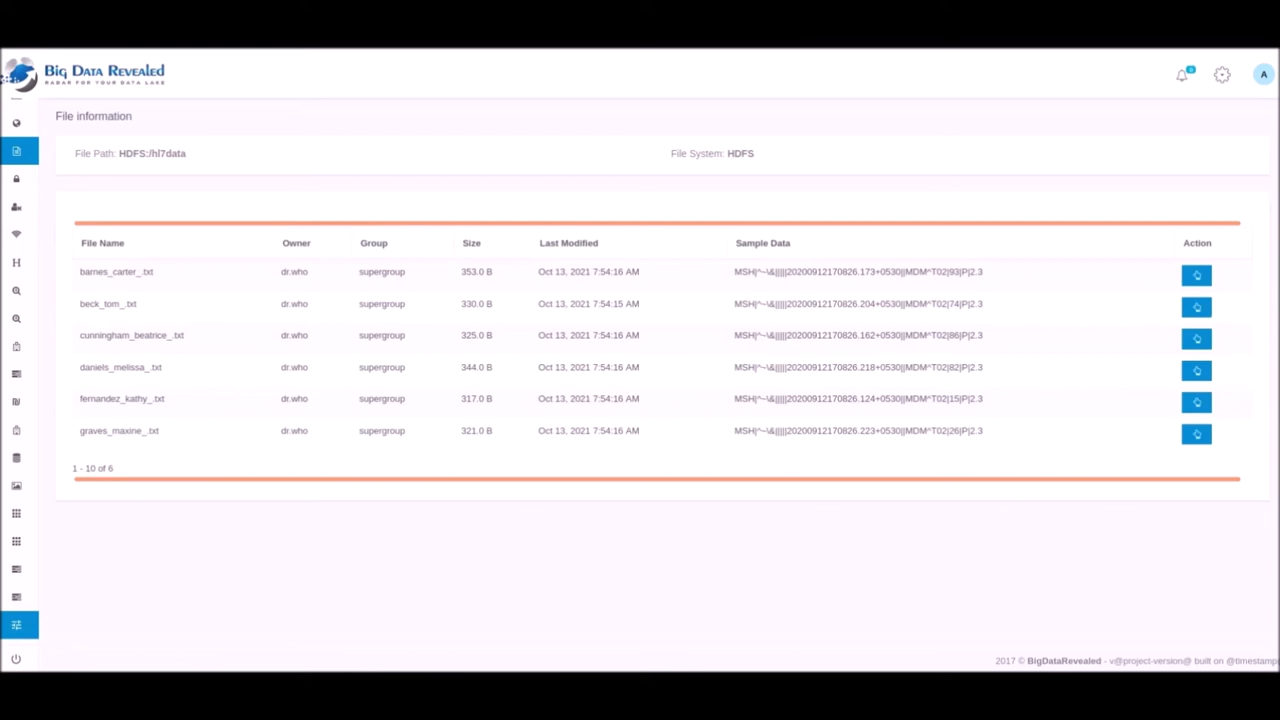 Big Data Revealed
RADAR FOR YOUR DATA LAKE
A
File information
File Path: HDFS:/hl7data File System: HDFS
File Name Owner Group Size Last Modified Sample Data Action
barnes_carter_.txt dr.who supergroup 353.0 B Oct 13, 2021 7:54:16 AM MSH|^~\&|||||20200912170826.173+0530||MDM^T02|93|P|2.3
beck_tom_.txt dr.who supergroup 330.0 B Oct 13, 2021 7:54:15 AM MSH|^~\&|||||20200912170826.204+0530||MDM^T02|74|P|2.3
cunningham_beatrice_.txt dr.who supergroup 325.0 B Oct 13, 2021 7:54:16 AM MSH|^~\&|||||20200912170826.162+0530||MDM^T02|86|P|2.3
daniels_melissa_.txt dr.who supergroup 344.0 B Oct 13, 2021 7:54:16 AM MSH|^~\&|||||20200912170826.218+0530||MDM^T02|82|P|2.3
fernandez_kathy_.txt dr.who supergroup 317.0 B Oct 13, 2021 7:54:16 AM MSH|^~\&|||||20200912170826.124+0530||MDM^T02|15|P|2.3
graves_maxine_.txt dr.who supergroup 321.0 B Oct 13, 2021 7:54:16 AM MSH|^~\&|||||20200912170826.223+0530||MDM^T02|26|P|2.3
1 - 10 of 6
2017 © BigDataRevealed - v@project-version@ built on @timestamp